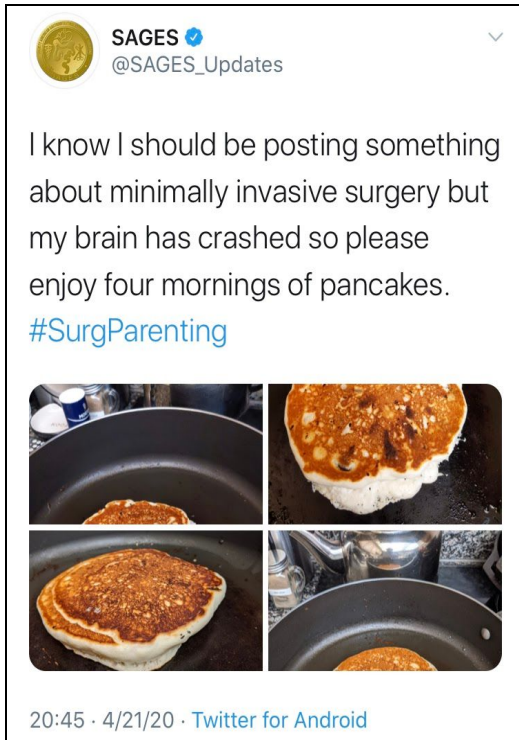 SAGES
@SAGES_Updates
I know I should be posting something
about minimally invasive surgery but
my brain has crashed so please
enjoy four mornings of pancakes.
#SurgParenting
20:45 · 4/21/20 · Twitter for Android